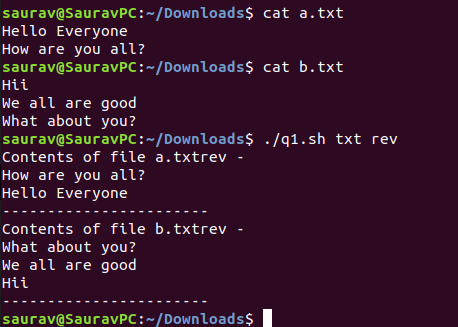 saurav@SauravPC:~/Downloads$ cat a.txt
Hello Everyone
How are you all?
saurav@SauravPC:~/Downloads$ cat b.txt
Hii
We all are good
What about you?
saurav@SauravPC:~/Downloads$ ./q1.sh txt rev
Contents of file a.txtrev -
How are you all?
Hello Everyone
-----------------------
Contents of file b.txtrev -
What about you?
We all are good
Hii
-----------------------
saurav@SauravPC:~/Downloads$